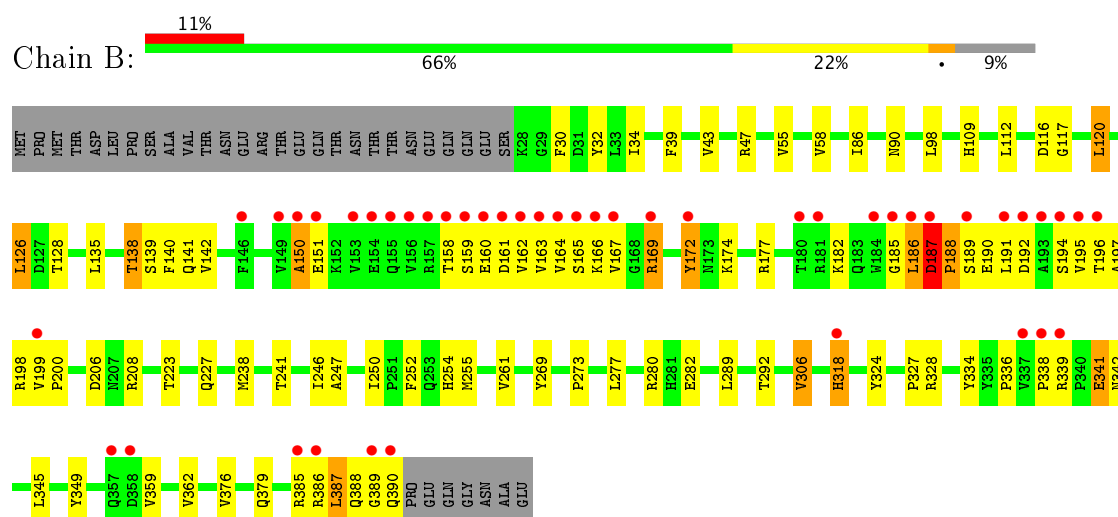 11%
Chain B:
66% 22% • 9%
MET PRO MET THR ASP LEU PRO SER ALA VAL THR ASN GLU ARG THR GLU GLN THR ASN THR THR ASN GLU GLN GLN GLU SER K28 G29 F30 D31 Y32 L33 I34 F39 V43 R47 V55 V58 I86 N90 L98 H109 L112 D116 G117 L120
L126 D127 T128 L135 T138 S139 F140 Q141 V142 F146 V149 A150 E151 K152 V153 E154 Q155 V156 R157 T158 S159 E160 D161 V162 V163 V164 S165 K166 V167 G168 R169 Y172 N173 K174 R177 T180 R181 K182 Q183 W184 G185 L186 D187 P188 S189 E190 L191 D192 A193 S194 V195 T196 A197
R198 V199 P200 D206 N207 R208 T223 Q227 M238 T241 I246 A247 I250 P251 F252 Q253 H254 M255 V261 Y269 P273 L277 R280 H281 E282 L289 T292 V306 H318 Y324 P327 R328 Y334 Y335 P336 V337 P338 R339 P340 E341 N342
L345 Y349 Q357 D358 V359 V362 V376 Q379 R385 R386 L387 Q388 G389 Q390 PRO GLU GLN GLY ASN ALA GLU